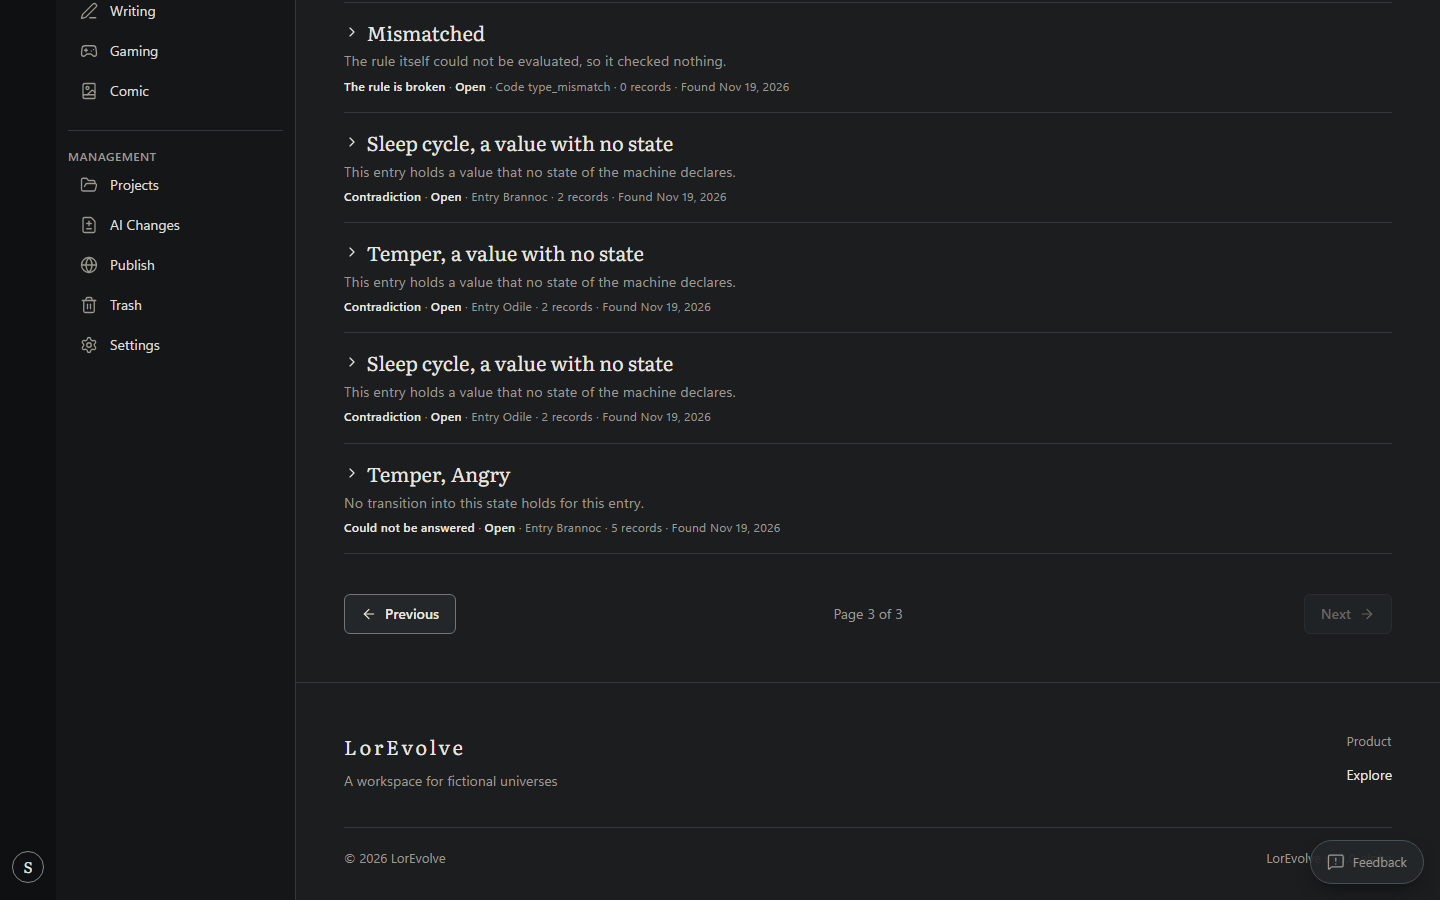 Writing
Gaming
Comic
MANAGEMENT
Projects
AI Changes
Publish
Trash
Settings
S
Mismatched
The rule itself could not be evaluated, so it checked nothing.
The rule is broken · Open · Code type_mismatch · 0 records · Found Nov 19, 2026
Sleep cycle, a value with no state
This entry holds a value that no state of the machine declares.
Contradiction · Open · Entry Brannoc · 2 records · Found Nov 19, 2026
Temper, a value with no state
This entry holds a value that no state of the machine declares.
Contradiction · Open · Entry Odile · 2 records · Found Nov 19, 2026
Sleep cycle, a value with no state
This entry holds a value that no state of the machine declares.
Contradiction · Open · Entry Odile · 2 records · Found Nov 19, 2026
Temper, Angry
No transition into this state holds for this entry.
Could not be answered · Open · Entry Brannoc · 5 records · Found Nov 19, 2026
Previous
Page 3 of 3
Next
LorEvolve
A workspace for fictional universes
Product
Explore
© 2026 LorEvolve
Feedback